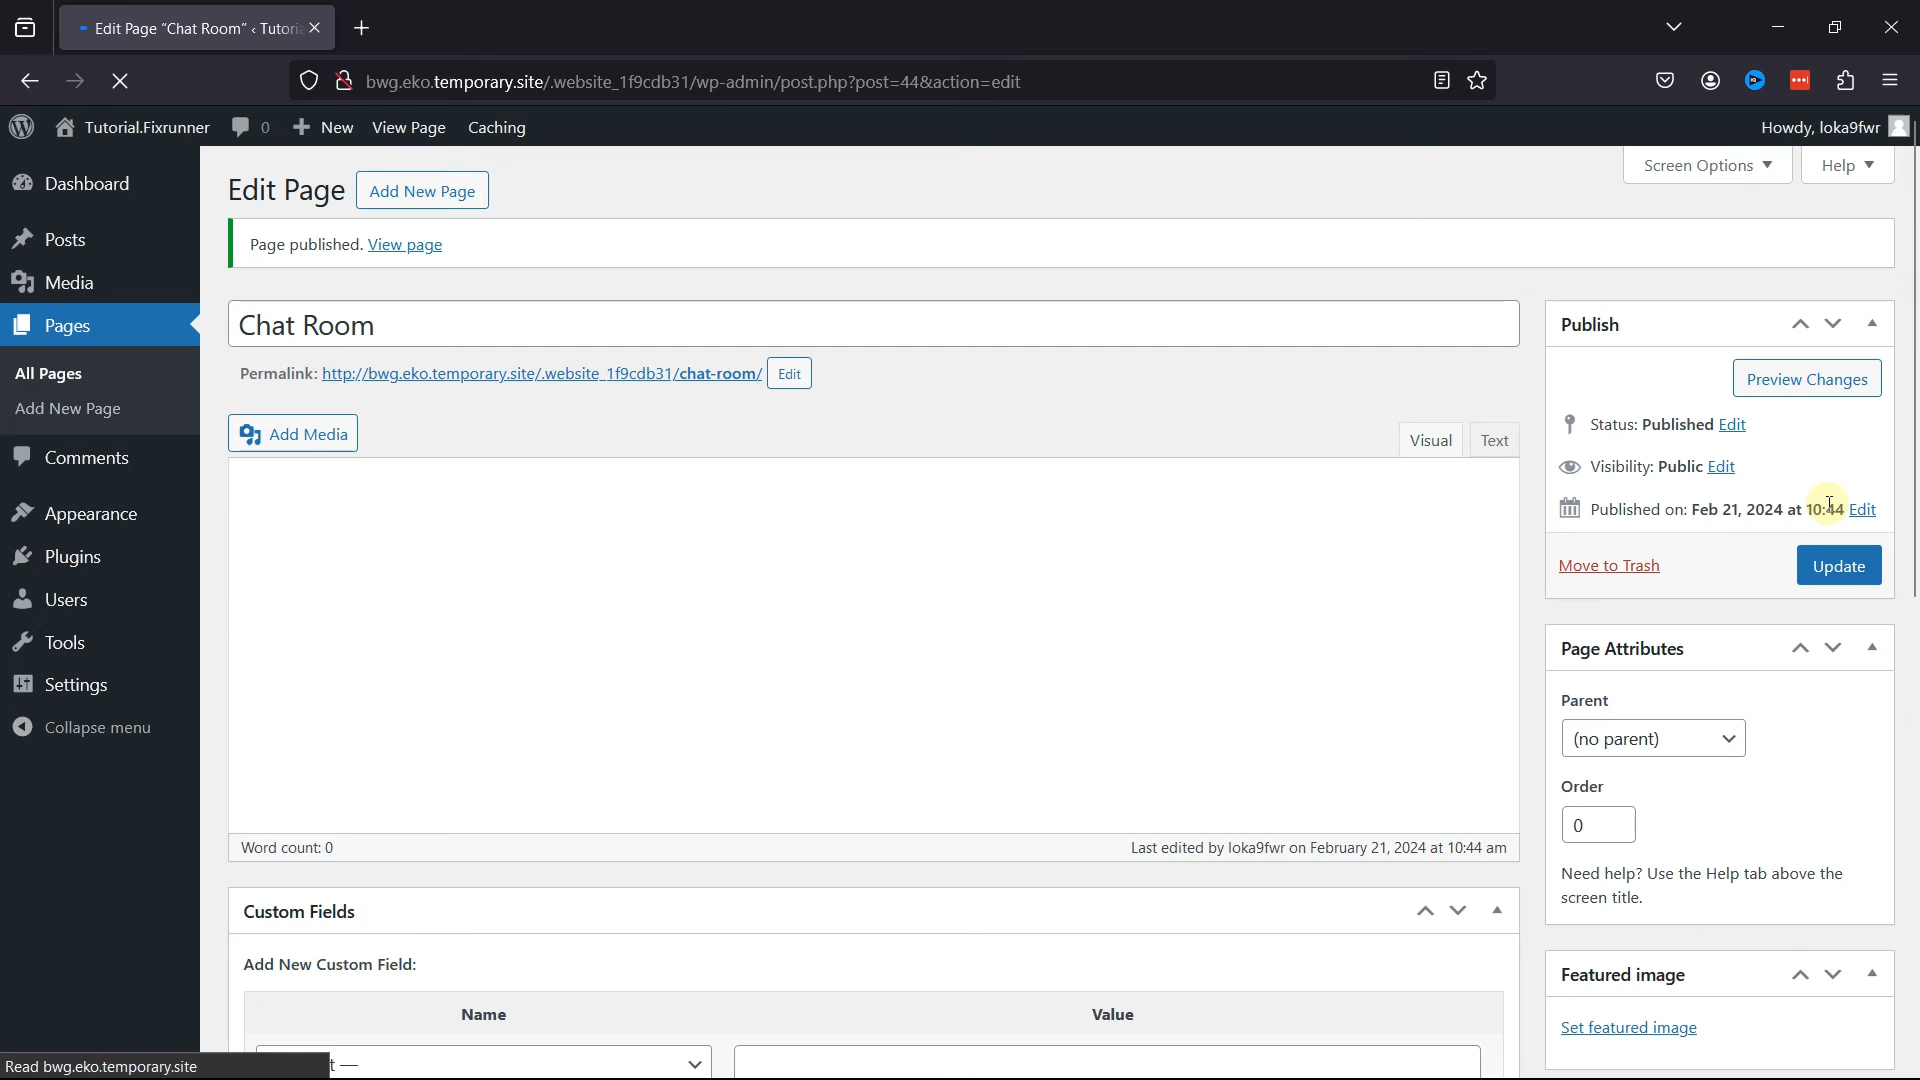 Edit Page “Chat Room” ‹ Tutoria
bwg.eko.temporary.site/.website_1f9cdb31/wp-admin/post.php?post=44&action=edit
Tutorial.Fixrunner
0
New
View Page
Caching
Howdy, loka9fwr
Dashboard
Posts
Media
Pages
All Pages
Add New Page
Comments
Appearance
Plugins
Users
Tools
Settings
Collapse menu
Screen Options
Help
Edit Page
Add New Page
Page published. View page
Chat Room
Permalink: http://bwg.eko.temporary.site/.website_1f9cdb31/chat-room/ Edit
Add Media
Visual
Text
Word count: 0
Last edited by loka9fwr on February 21, 2024 at 10:44 am
Custom Fields
Add New Custom Field:
Name
Value
t —
Publish
Preview Changes
Status: Published Edit
Visibility: Public Edit
Published on: Feb 21, 2024 at 10:44 Edit
Move to Trash
Update
Page Attributes
Parent
(no parent)
Order
0
Need help? Use the Help tab above the
screen title.
Featured image
Set featured image
Read bwg.eko.temporary.site